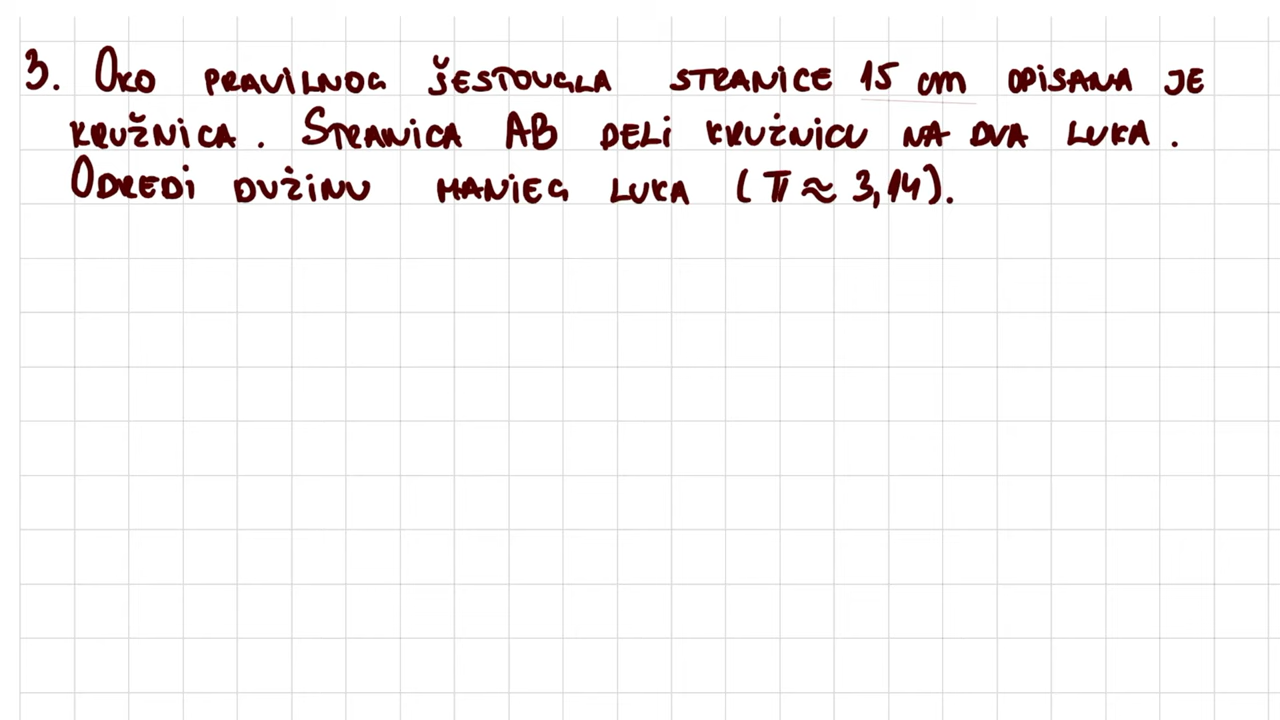 3. OKO PRAVILNOG ŠESTOUGLA STRANICE 15 cm OPISANA JE
KRUŽNICA. STRANICA AB DELI KRUŽNICU NA DVA LUKA.
ODREDI DUŽINU MANJEG LUKA (π ≈ 3,14).